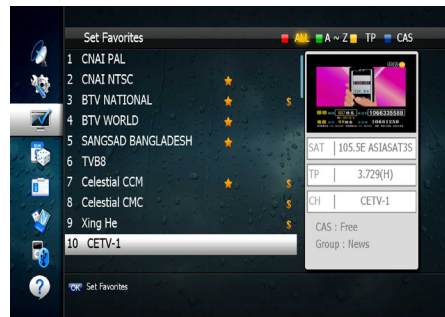 Set Favorites
ALL A ~ Z TP CAS
1 CNAI PAL
2 CNAI NTSC
3 BTV NATIONAL $
4 BTV WORLD
5 SANGSAD BANGLADESH
6 TVB8
7 Celestial CCM $
8 Celestial CMC $
9 Xing He $
10 CETV-1
1066335588
10661250
SAT 105.5E ASIASAT3S
TP 3.729(H)
CH CETV-1
CAS : Free
Group : News
OK Set Favorites